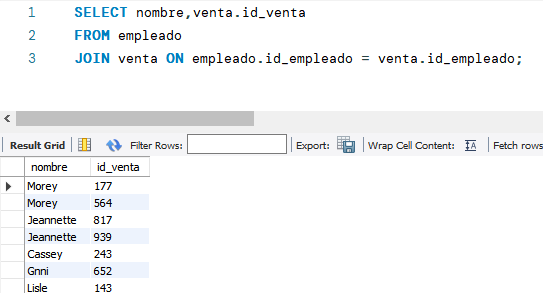 1 SELECT nombre,venta.id_venta
2 FROM empleado
3 JOIN venta ON empleado.id_empleado = venta.id_empleado;
Result Grid Filter Rows: Export: Wrap Cell Content: Fetch rows
nombre id_venta
Morey 177
Morey 564
Jeannette 817
Jeannette 939
Cassey 243
Gnni 652
Lisle 143